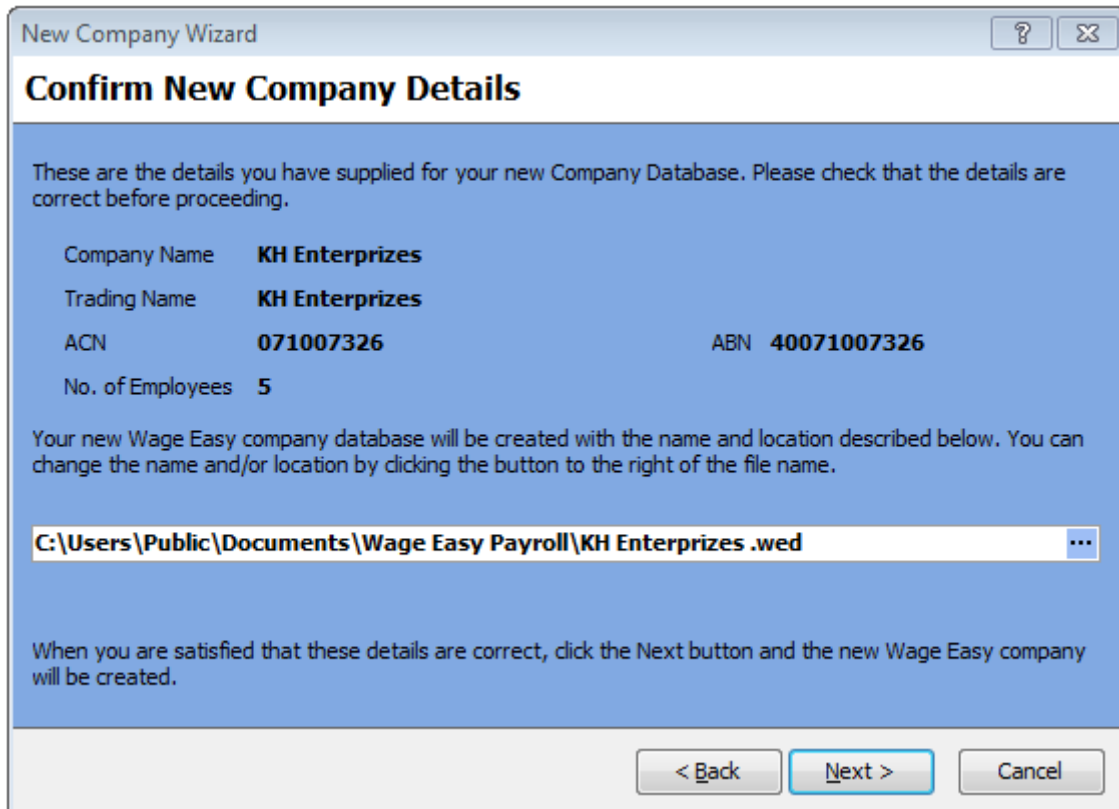 New Company Wizard
Confirm New Company Details
These are the details you have supplied for your new Company Database. Please check that the details are
correct before proceeding.
Company Name KH Enterprizes
Trading Name KH Enterprizes
ACN 071007326 ABN 40071007326
No. of Employees 5
Your new Wage Easy company database will be created with the name and location described below. You can
change the name and/or location by clicking the button to the right of the file name.
C:\Users\Public\Documents\Wage Easy Payroll\KH Enterprizes .wed ...
When you are satisfied that these details are correct, click the Next button and the new Wage Easy company
will be created.
< Back Next > Cancel